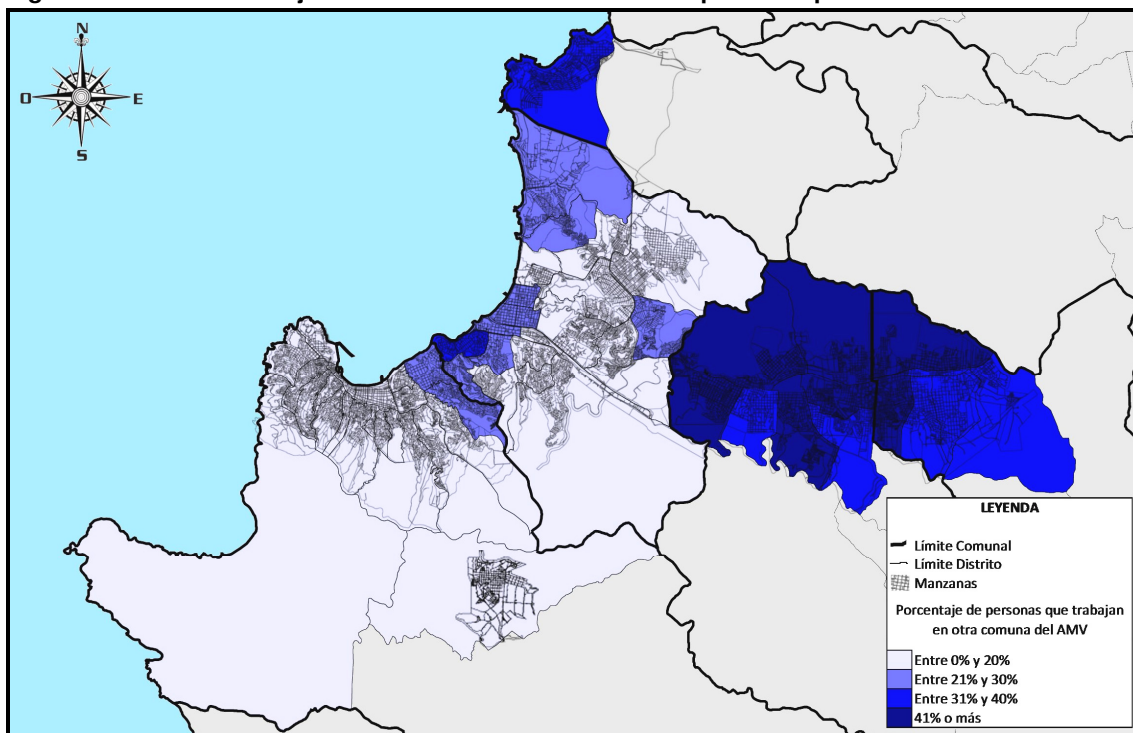 N
O
E
S
LEYENDA
Límite Comunal
Límite Distrito
Manzanas
Porcentaje de personas que trabajan
en otra comuna del AMV
Entre 0% y 20%
Entre 21% y 30%
Entre 31% y 40%
41% o más